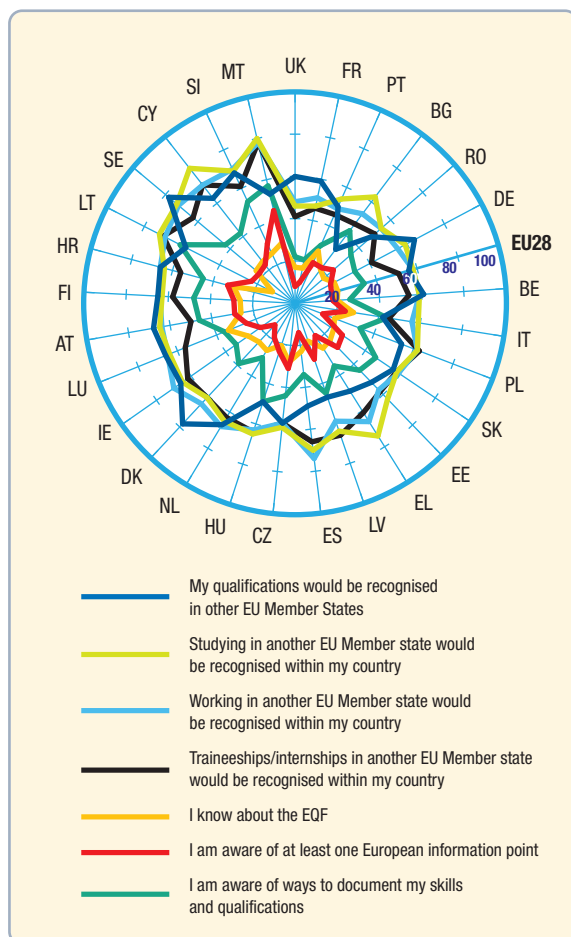 UK
FR
PT
BG
RO
DE
EU28
BE
IT
PL
SK
EE
EL
LV
ES
CZ
HU
NL
DK
IE
LU
AT
FI
HR
LT
SE
CY
SI
MT
20
40
60
80
100
My qualifications would be recognised
in other EU Member States
Studying in another EU Member state would
be recognised within my country
Working in another EU Member state would
be recognised within my country
Traineeships/internships in another EU Member state
would be recognised within my country
I know about the EQF
I am aware of at least one European information point
I am aware of ways to document my skills
and qualifications